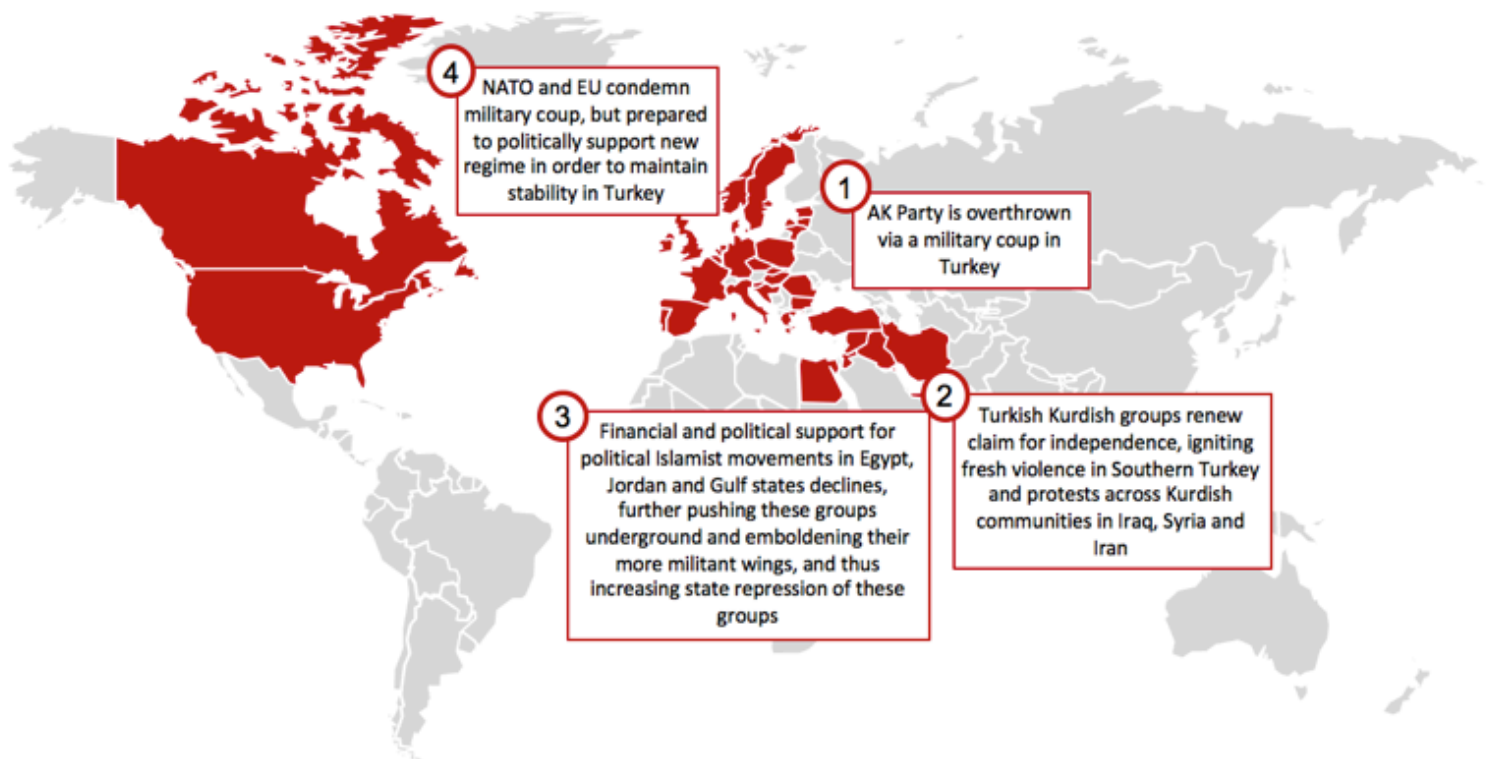 1
AK Party is overthrown
via a military coup in
Turkey
2
Turkish Kurdish groups renew
claim for independence, igniting
fresh violence in Southern Turkey
and protests across Kurdish
communities in Iraq, Syria and
Iran
3
Financial and political support for
political Islamist movements in Egypt,
Jordan and Gulf states declines,
further pushing these groups
underground and emboldening their
more militant wings, and thus
increasing state repression of these
groups
4
NATO and EU condemn
military coup, but prepared
to politically support new
regime in order to maintain
stability in Turkey